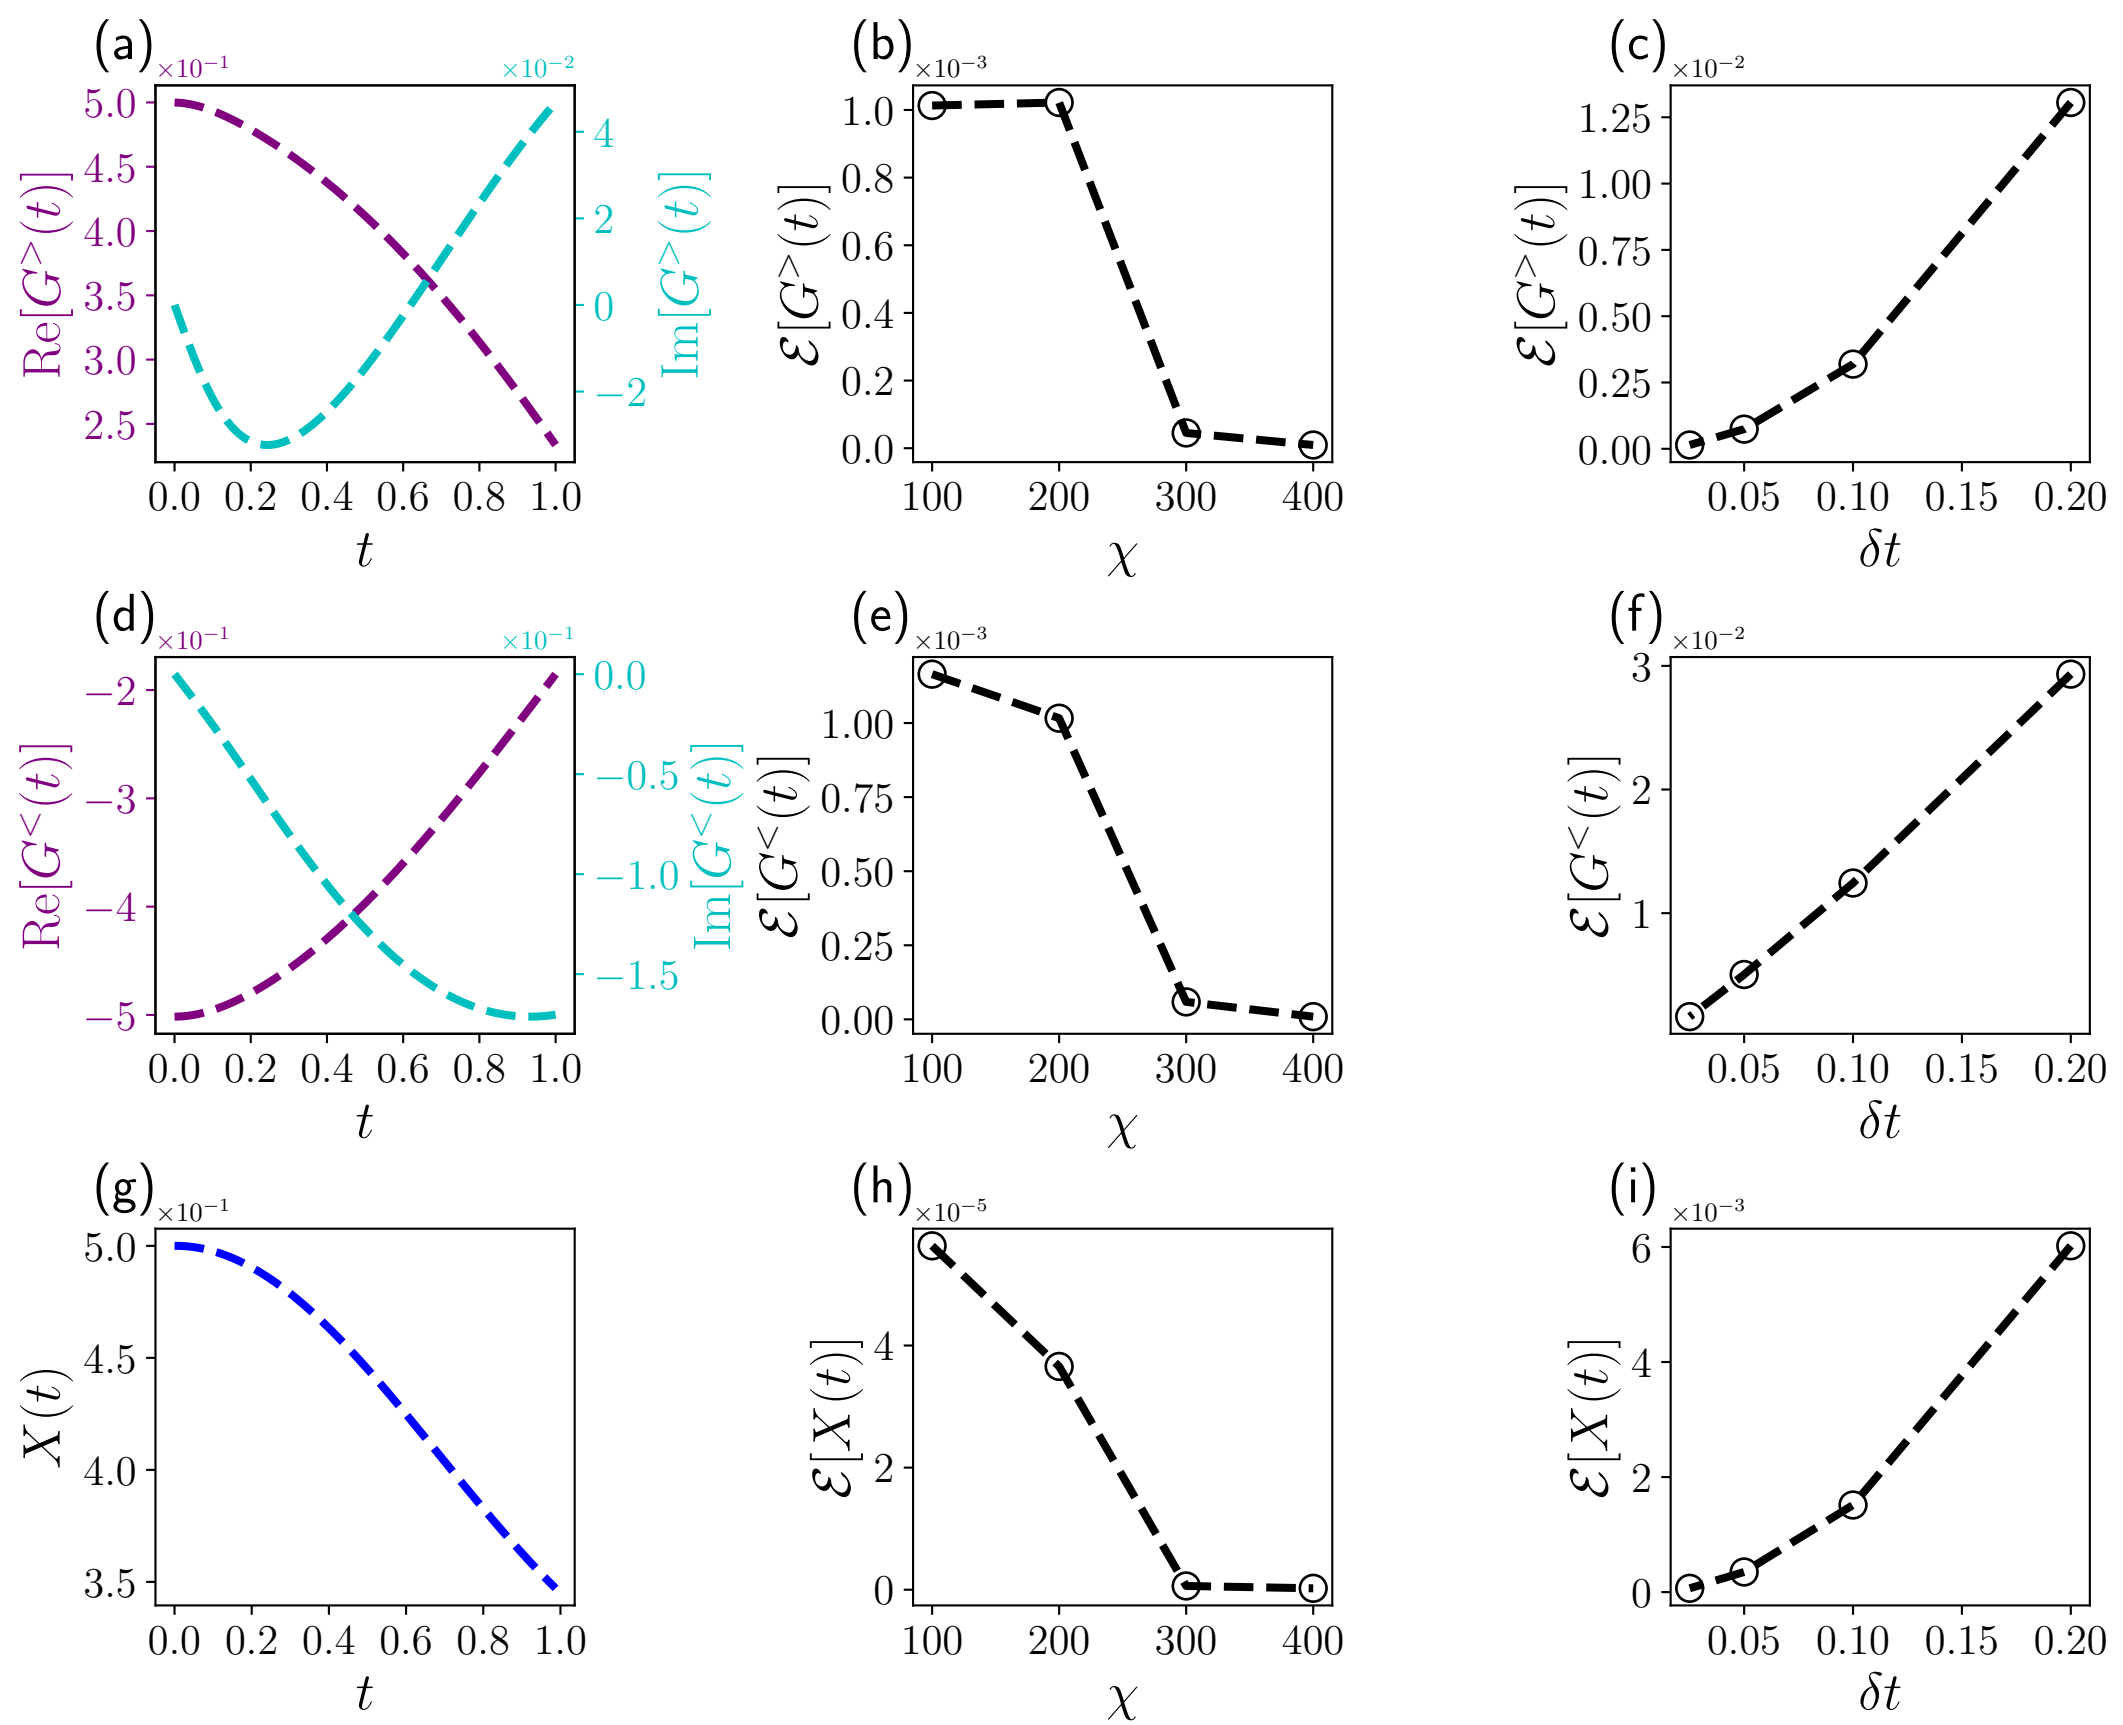 (a)
×10⁻¹
×10⁻²
Re[G^>(t)]
5.0
4.5
4.0
3.5
3.0
2.5
4
2
0
−2
Im[G^>(t)]
0.0 0.2 0.4 0.6 0.8 1.0
t
(b)
×10⁻³
ℰ[G^>(t)]
1.0
0.8
0.6
0.4
0.2
0.0
100 200 300 400
χ
(c)
×10⁻²
ℰ[G^>(t)]
1.25
1.00
0.75
0.50
0.25
0.00
0.05 0.10 0.15 0.20
δt
(d)
×10⁻¹
×10⁻¹
Re[G^<(t)]
−2
−3
−4
−5
0.0
−0.5
−1.0
−1.5
Im[G^<(t)]
0.0 0.2 0.4 0.6 0.8 1.0
t
(e)
×10⁻³
ℰ[G^<(t)]
1.00
0.75
0.50
0.25
0.00
100 200 300 400
χ
(f)
×10⁻²
ℰ[G^<(t)]
3
2
1
0.05 0.10 0.15 0.20
δt
(g)
×10⁻¹
X(t)
5.0
4.5
4.0
3.5
0.0 0.2 0.4 0.6 0.8 1.0
t
(h)
×10⁻⁵
ℰ[X(t)]
4
2
0
100 200 300 400
χ
(i)
×10⁻³
ℰ[X(t)]
6
4
2
0
0.05 0.10 0.15 0.20
δt